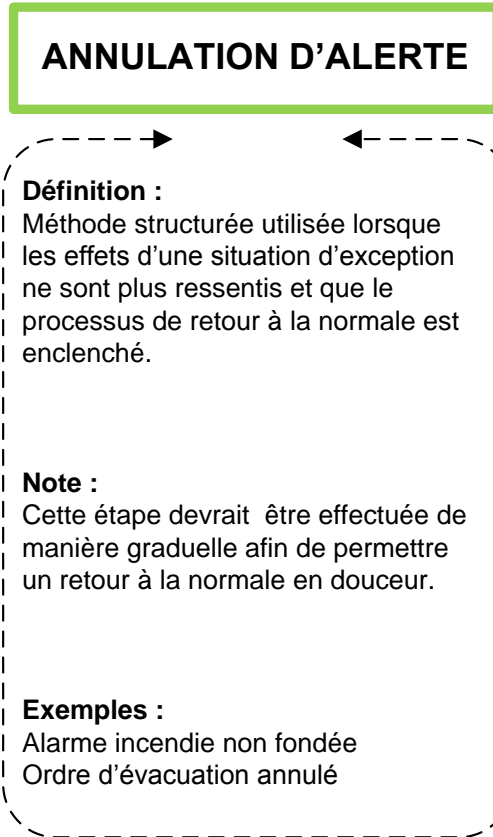 ANNULATION D’ALERTE
Définition :
Méthode structurée utilisée lorsque
les effets d’une situation d’exception
ne sont plus ressentis et que le
processus de retour à la normale est
enclenché.
Note :
Cette étape devrait  être effectuée de
manière graduelle afin de permettre
un retour à la normale en douceur.
Exemples :
Alarme incendie non fondée
Ordre d’évacuation annulé